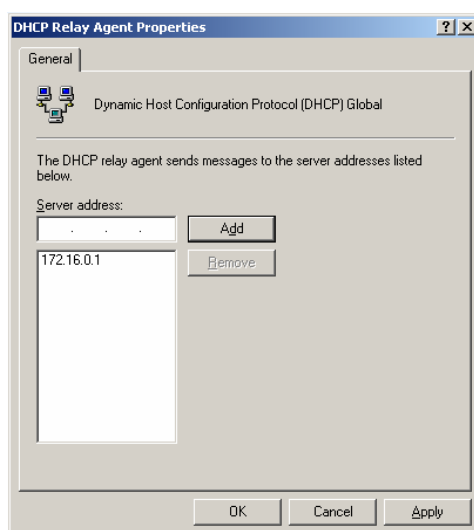 DHCP Relay Agent Properties
General
Dynamic Host Configuration Protocol (DHCP) Global
The DHCP relay agent sends messages to the server addresses listed
below.
Server address:
. . .
Add
172.16.0.1
Remove
OK Cancel Apply